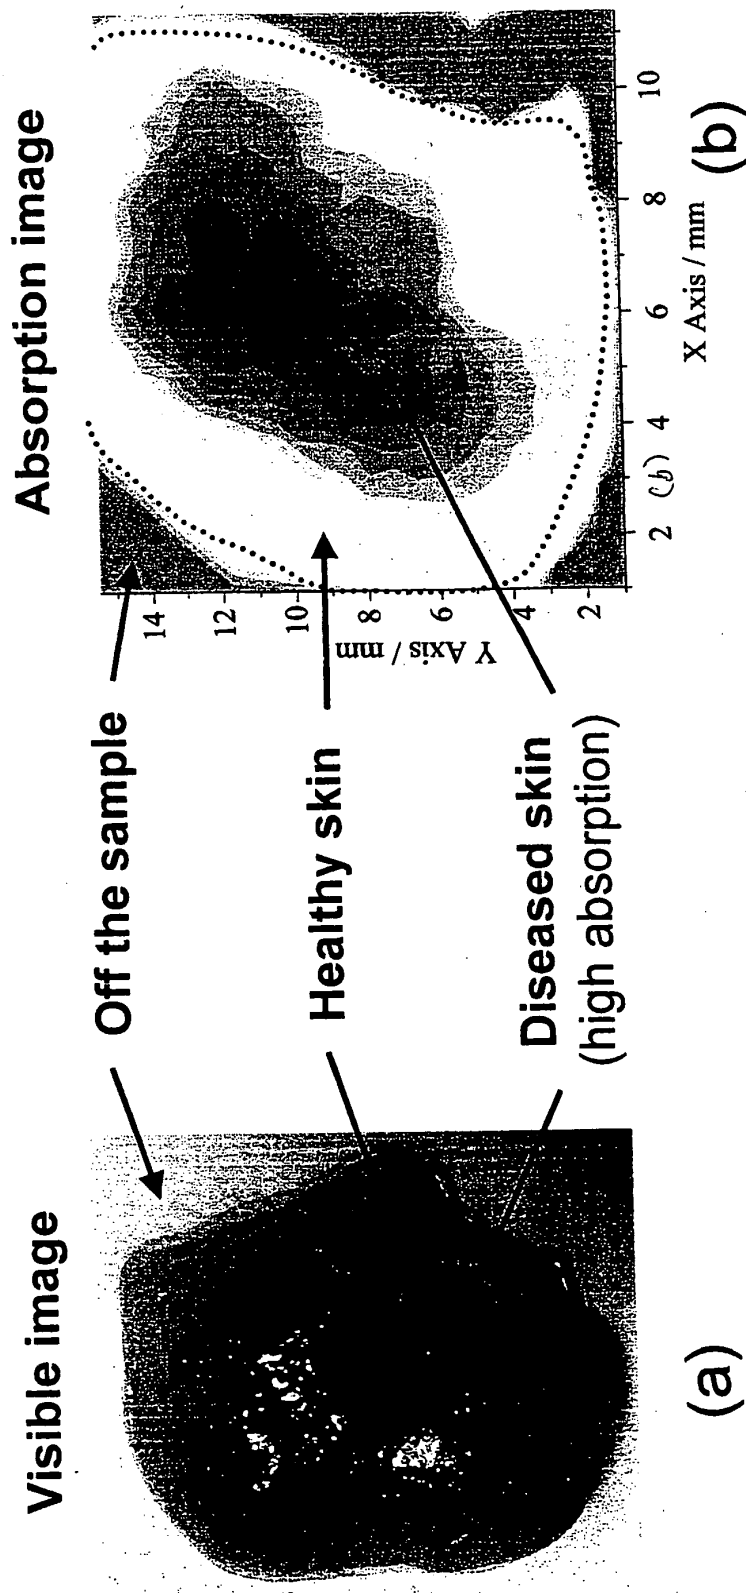 Visible image
Absorption image
Off the sample
Healthy skin
Diseased skin
(high absorption)
14
12
10
8
6
4
2
Y Axis / mm
2
4
6
8
10
(b)
X Axis / mm
(a)
(b)